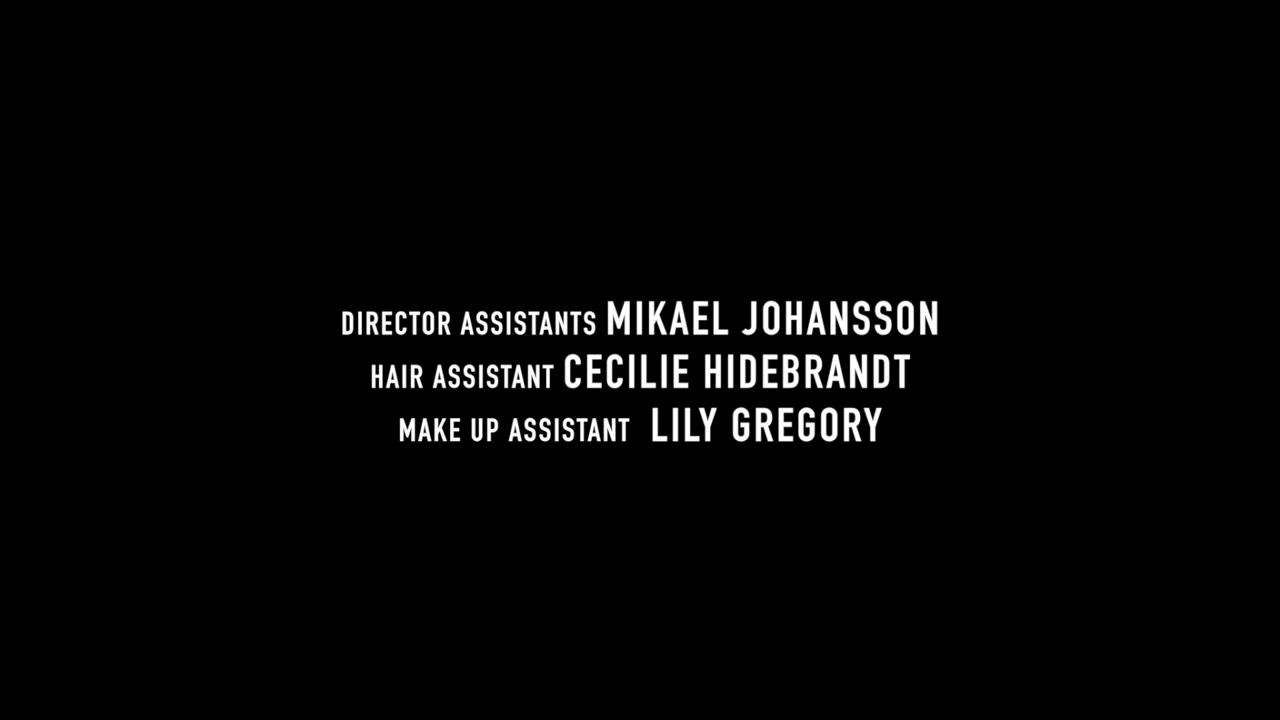 DIRECTOR ASSISTANTS MIKAEL JOHANSSON
HAIR ASSISTANT CECILIE HIDEBRANDT
MAKE UP ASSISTANT LILY GREGORY